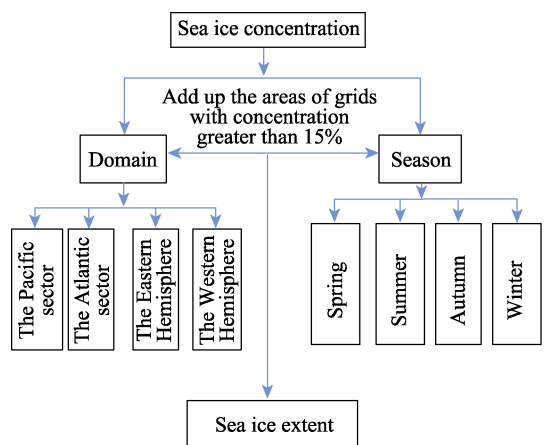 Sea ice concentration
Add up the areas of grids
with concentration
greater than 15%
Domain
Season
The Pacific
sector
The Atlantic
sector
The Eastern
Hemisphere
The Western
Hemisphere
Spring
Summer
Autumn
Winter
Sea ice extent